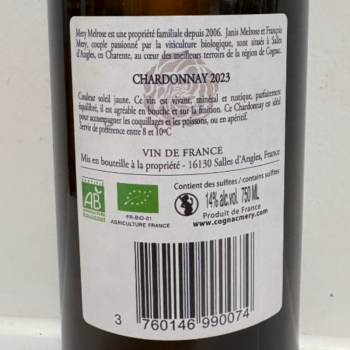 Mery Melrose est une propriété familiale depuis 2006. Janis Melrose et François
Mery, couple passionné par la viticulture biologique, sont situés à Salles
d'Angles, en Charente, au cœur des meilleurs terroirs de la région de Cognac.
CHARDONNAY 2023
Couleur soleil jaune. Ce vin est vivant, minéral et rustique, parfaitement
équilibré, il est agréable en bouche et sur la finition. Ce Chardonnay est idéal
pour accompagner les coquillages et les poissons, ou en apéritif.
Servir de préférence entre 8 et 10°C
VIN DE FRANCE
Mis en bouteille à la propriété - 16130 Salles d'Angles, France
AB
FR-BIO-01
AGRICULTURE FRANCE
Contient des sulfites / contains sulfites
14% alc.vol. 750 ML
Produit de France
www.cognacmery.com
3 760146 990074